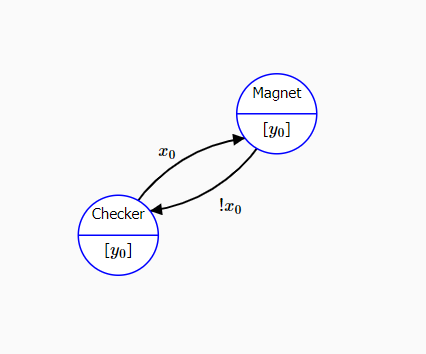 Magnet
[y₀]
x₀
!x₀
Checker
[y₀]